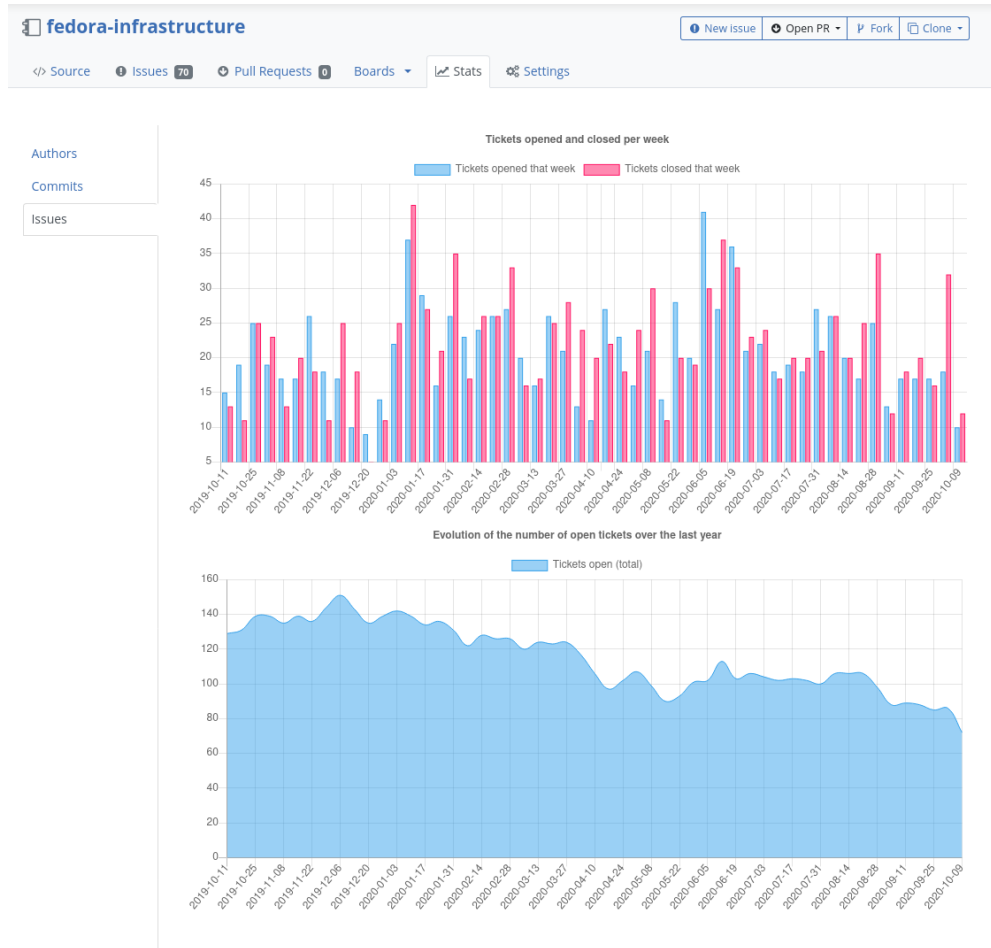 fedora-infrastructure
New issue Open PR Fork Clone
Source Issues 70 Pull Requests 0 Boards Stats Settings
Authors
Commits
Issues
Tickets opened and closed per week
Tickets opened that week Tickets closed that week
45
40
35
30
25
20
15
10
5
2019-10-11 2019-10-25 2019-11-08 2019-11-22 2019-12-06 2019-12-20 2020-01-03 2020-01-17 2020-01-31 2020-02-14 2020-02-28 2020-03-13 2020-03-27 2020-04-10 2020-04-24 2020-05-08 2020-05-22 2020-06-05 2020-06-19 2020-07-03 2020-07-17 2020-07-31 2020-08-14 2020-08-28 2020-09-11 2020-09-25 2020-10-09
Evolution of the number of open tickets over the last year
Tickets open (total)
160
140
120
100
80
60
40
20
0
2019-10-11 2019-10-25 2019-11-08 2019-11-22 2019-12-06 2019-12-20 2020-01-03 2020-01-17 2020-01-31 2020-02-14 2020-02-28 2020-03-13 2020-03-27 2020-04-10 2020-04-24 2020-05-08 2020-05-22 2020-06-05 2020-06-19 2020-07-03 2020-07-17 2020-07-31 2020-08-14 2020-08-28 2020-09-11 2020-09-25 2020-10-09